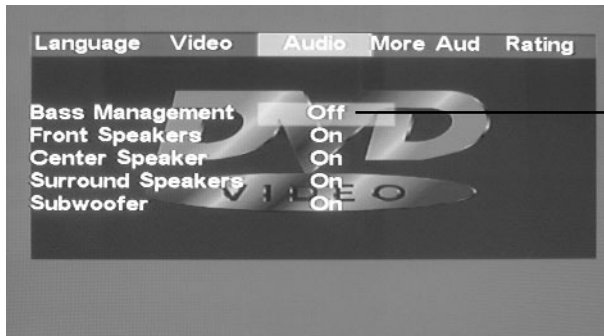 Language Video Audio More Aud Rating
Bass Management Off
Front Speakers On
Center Speaker On
Surround Speakers On
Subwoofer On
DVD
VIDEO